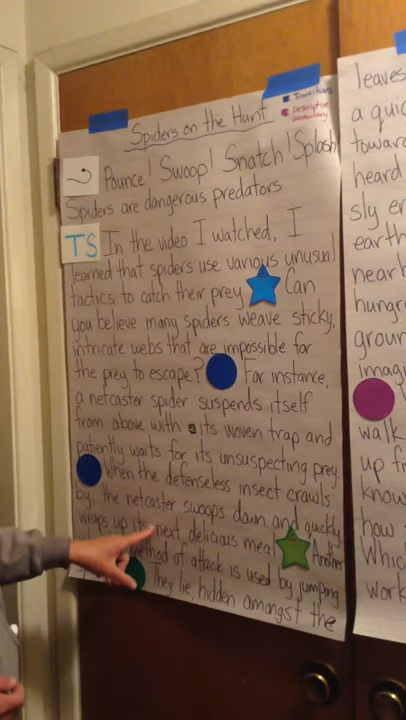 Spiders on the Hunt
Transitions
Descriptive
vocabulary
Pounce! Swoop! Snatch! Splash
Spiders are dangerous predators
TS In the video I watched, I
learned that spiders use various unusual
tactics to catch their prey. Can
you believe many spiders weave sticky,
intricate webs that are impossible for
the prey to escape? For instance,
a netcaster spider suspends itself
from above with its woven trap and
patiently waits for its unsuspecting prey.
When the defenseless insect crawls
by, the netcaster swoops down and quickly
wraps up its next delicious meal. Another
method of attack is used by jumping
They lie, hidden amongst the
leaves
a quic
toward
heard
sly
earth
nearb
hungr
groun
imagi
walk
up f
know
how
Whic
work